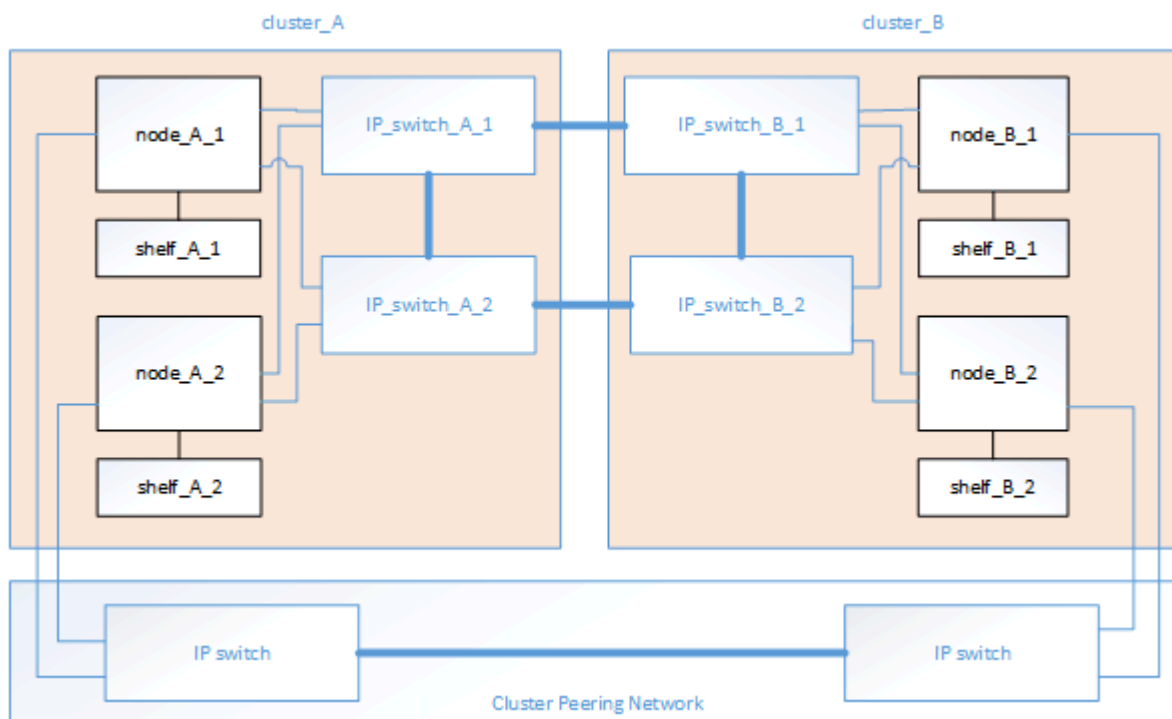 cluster_A
cluster_B
node_A_1
IP_switch_A_1
IP_switch_B_1
node_B_1
shelf_A_1
shelf_B_1
IP_switch_A_2
IP_switch_B_2
node_A_2
node_B_2
shelf_A_2
shelf_B_2
IP switch
IP switch
Cluster Peering Network